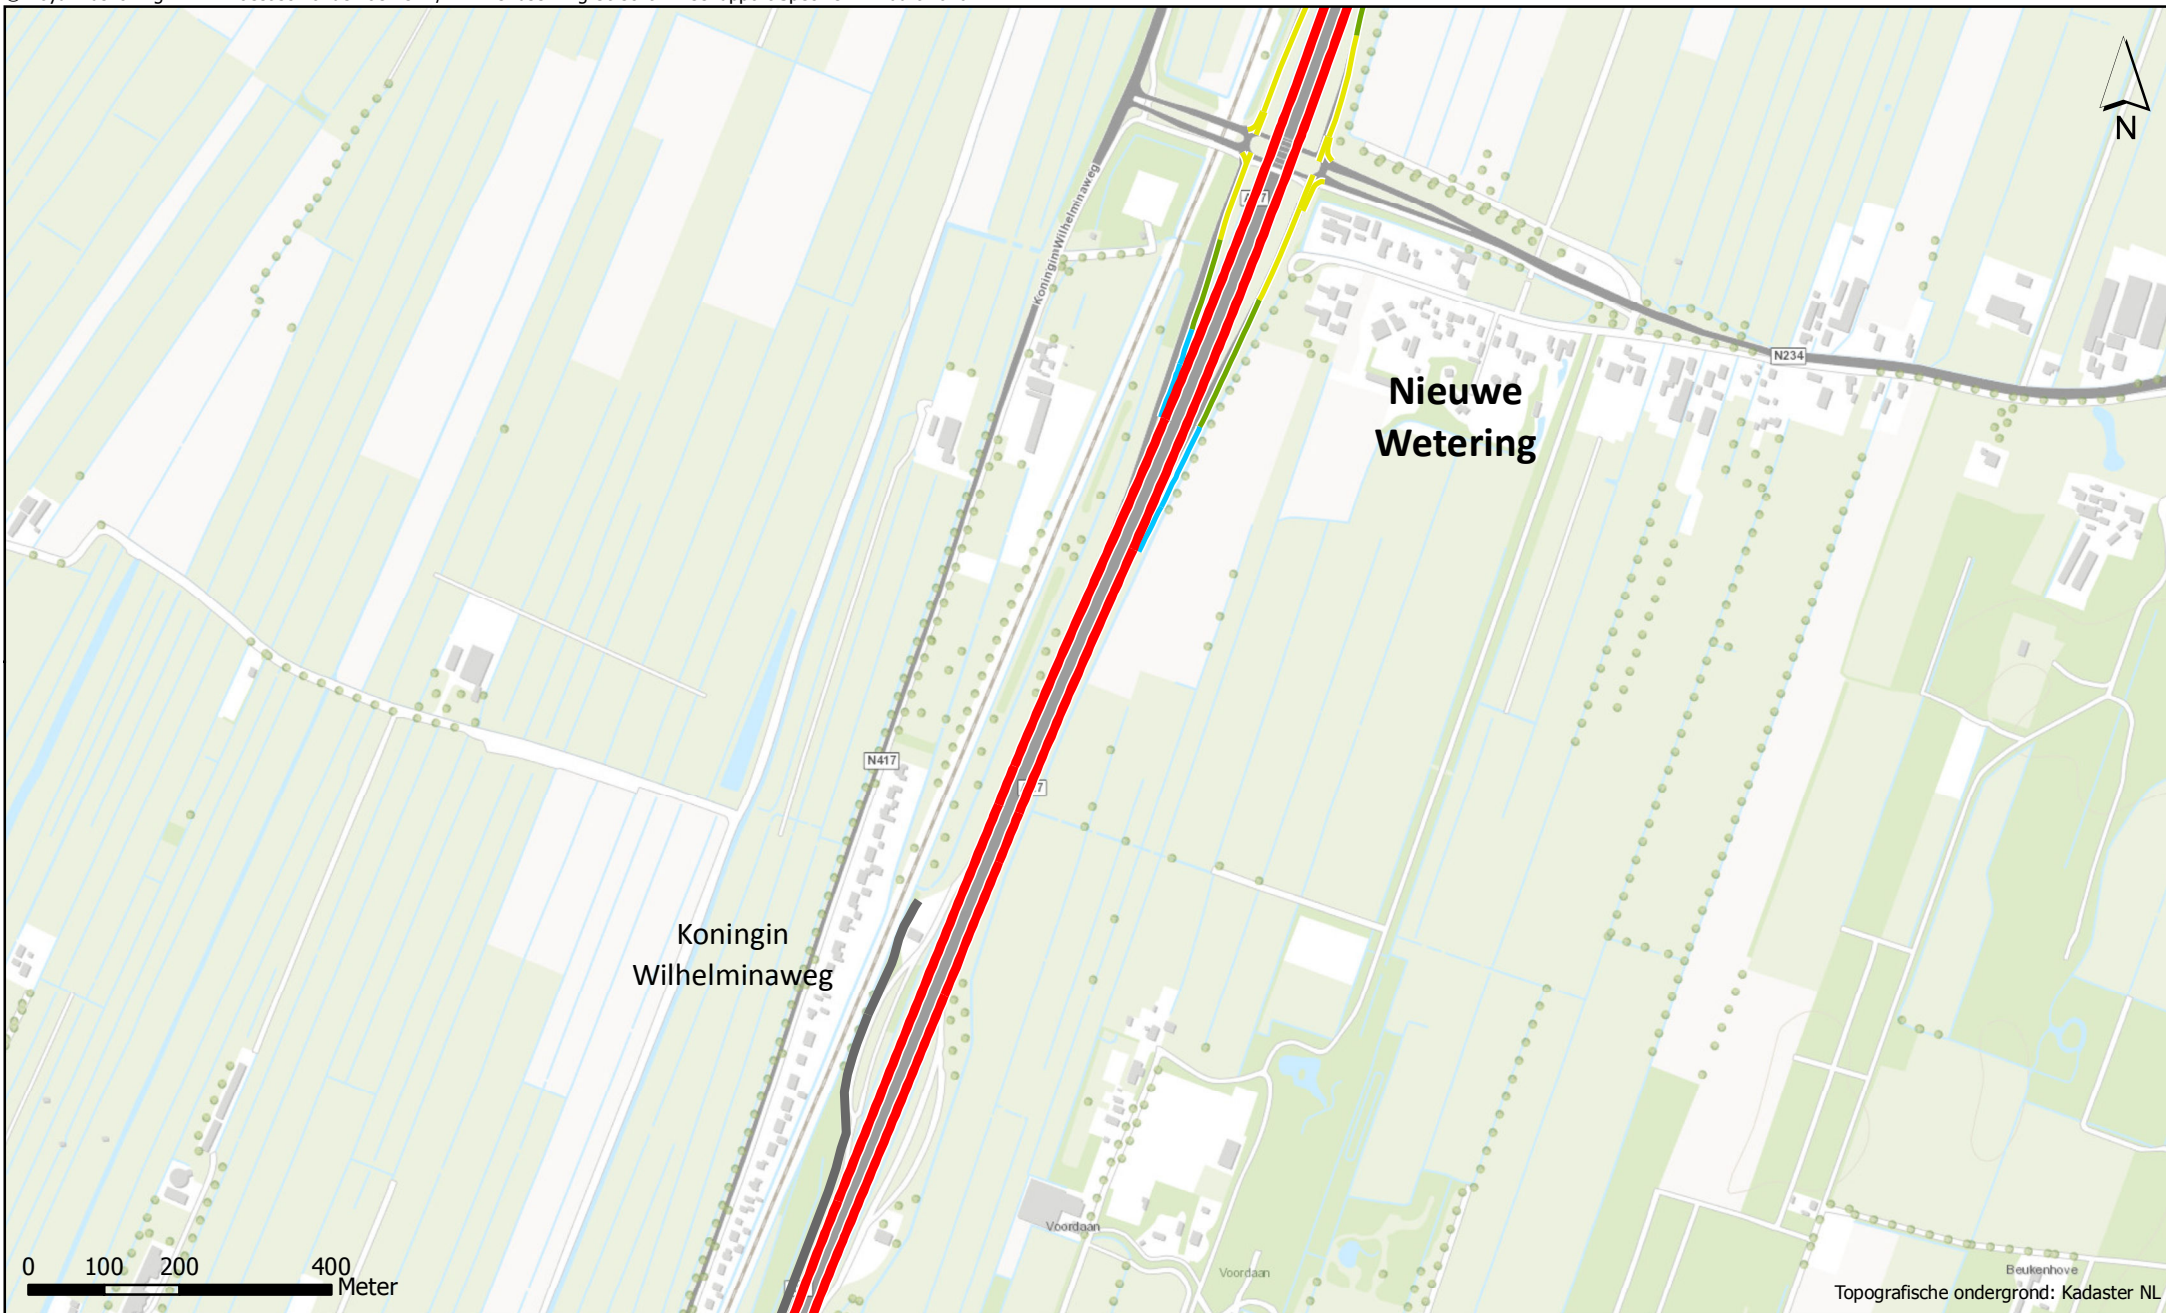 N
Koningin Wilhelminaweg
N234
Nieuwe
Wetering
N417
Koningin
Wilhelminaweg
Voordaan
Voordaan
Beukenhove
0 100 200 400
Meter
Topografische ondergrond: Kadaster NL